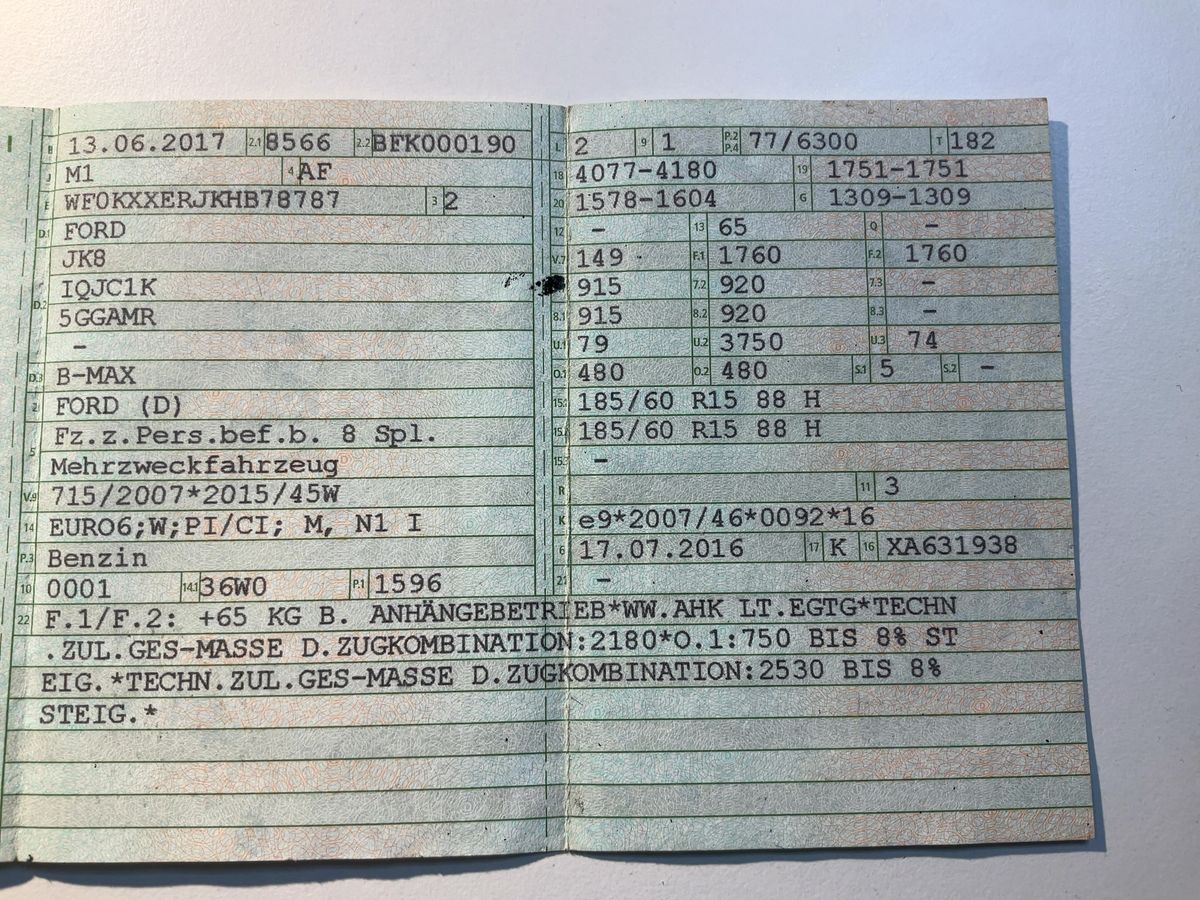 B 13.06.2017 2.1 8566 2.2 BFK000190
J M1 4 AF
E WF0KXXERJKHB78787 3 2
D.1 FORD
JK8
D.2 IQJC1K
5GGAMR
–
D.3 B-MAX
2 FORD (D)
5 Fz.z.Pers.bef.b. 8 Spl.
Mehrzweckfahrzeug
V.9 715/2007*2015/45W
14 EURO6;W;PI/CI; M, N1 I
P.3 Benzin
10 0001 14.1 36W0 P.1 1596
L 2 9 1 P.2 P.4 77/6300 T 182
18 4077-4180 19 1751-1751
20 1578-1604 G 1309-1309
12 – 13 65 Q –
V.7 149 F.1 1760 F.2 1760
915 7.2 920 7.3 –
8.1 915 8.2 920 8.3 –
U.1 79 U.2 3750 U.3 74
O.1 480 O.2 480 S.1 5 S.2 –
15.1 185/60 R15 88 H
15.2 185/60 R15 88 H
15.3 –
R 11 3
K e9*2007/46*0092*16
6 17.07.2016 17 K 16 XA631938
21 –
22 F.1/F.2: +65 KG B. ANHÄNGEBETRIEB*WW.AHK LT.EGTG*TECHN
.ZUL.GES-MASSE D.ZUGKOMBINATION:2180*O.1:750 BIS 8% ST
EIG.*TECHN.ZUL.GES-MASSE D.ZUGKOMBINATION:2530 BIS 8%
STEIG.*